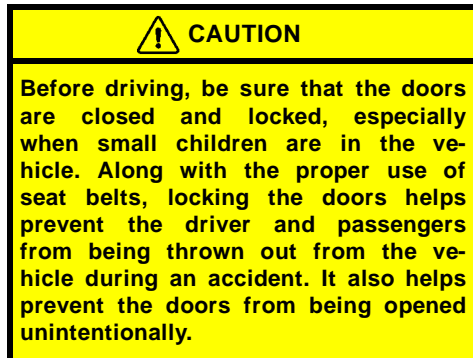 CAUTION
Before driving, be sure that the doors
are closed and locked, especially
when small children are in the ve-
hicle. Along with the proper use of
seat belts, locking the doors helps
prevent the driver and passengers
from being thrown out from the ve-
hicle during an accident. It also helps
prevent the doors from being opened
unintentionally.